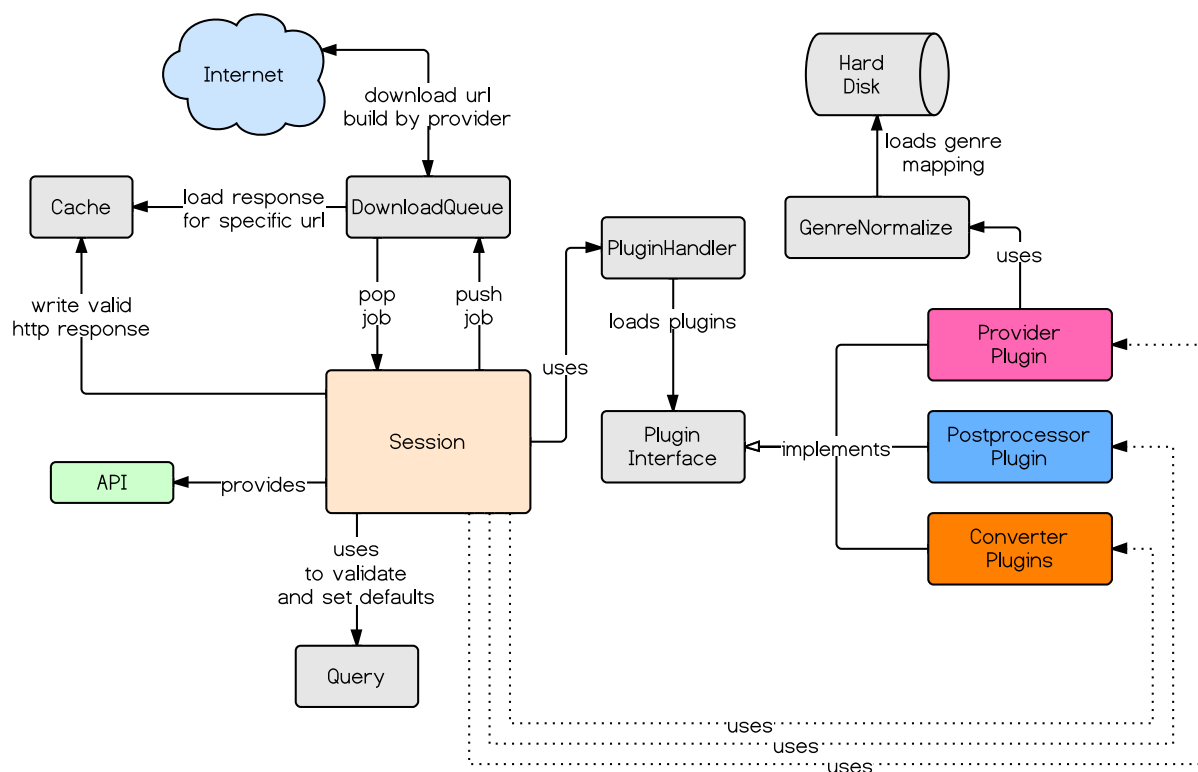 Internet
download url
build by provider
Hard
Disk
loads genre
mapping
Cache
load response
for specific url
DownloadQueue
GenreNormalize
PluginHandler
uses
write valid
http response
pop
job
push
job
loads plugins
uses
Provider
Plugin
Session
Plugin
Interface
implements
Postprocessor
Plugin
API
provides
uses
to validate
and set defaults
Converter
Plugins
Query
uses
uses
uses